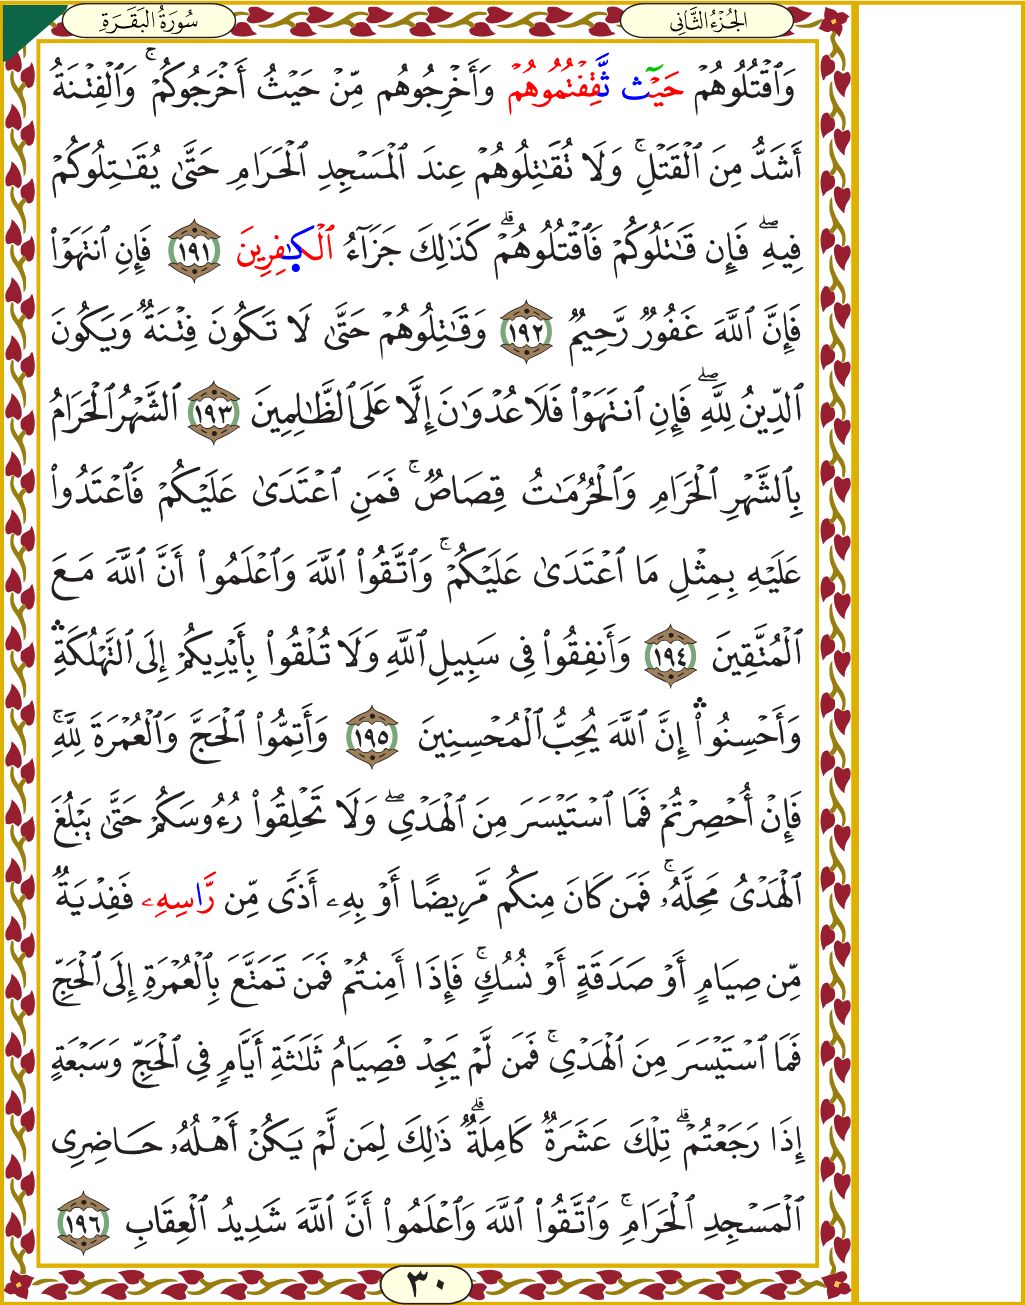 سُورَةُ البَقَرَةِ
الجُزْءُ الثَّانِي
وَٱقْتُلُوهُمْ حَيْث ثَّقِفْتُمُوهُمْ وَأَخْرِجُوهُم مِّنْ حَيْثُ أَخْرَجُوكُمْ ۚ وَٱلْفِتْنَةُ
أَشَدُّ مِنَ ٱلْقَتْلِ ۚ وَلَا تُقَـٰتِلُوهُمْ عِندَ ٱلْمَسْجِدِ ٱلْحَرَامِ حَتَّىٰ يُقَـٰتِلُوكُمْ
فِيهِ ۖ فَإِن قَـٰتَلُوكُمْ فَٱقْتُلُوهُمْ ۗ كَذَٰلِكَ جَزَآءُ ٱلْكَـٰفِرِينَ ١٩١ فَإِنِ ٱنتَهَوْا۟
فَإِنَّ ٱللَّهَ غَفُورٌ رَّحِيمٌ ١٩٢ وَقَـٰتِلُوهُمْ حَتَّىٰ لَا تَكُونَ فِتْنَةٌ وَيَكُونَ
ٱلدِّينُ لِلَّهِ ۖ فَإِنِ ٱنتَهَوْا۟ فَلَا عُدْوَٰنَ إِلَّا عَلَى ٱلظَّـٰلِمِينَ ١٩٣ ٱلشَّهْرُ ٱلْحَرَامُ
بِٱلشَّهْرِ ٱلْحَرَامِ وَٱلْحُرُمَـٰتُ قِصَاصٌ ۚ فَمَنِ ٱعْتَدَىٰ عَلَيْكُمْ فَٱعْتَدُوا۟
عَلَيْهِ بِمِثْلِ مَا ٱعْتَدَىٰ عَلَيْكُمْ ۚ وَٱتَّقُوا۟ ٱللَّهَ وَٱعْلَمُوا۟ أَنَّ ٱللَّهَ مَعَ
ٱلْمُتَّقِينَ ١٩٤ وَأَنفِقُوا۟ فِى سَبِيلِ ٱللَّهِ وَلَا تُلْقُوا۟ بِأَيْدِيكُمْ إِلَى ٱلتَّهْلُكَةِ ۛ
وَأَحْسِنُوٓا۟ ۛ إِنَّ ٱللَّهَ يُحِبُّ ٱلْمُحْسِنِينَ ١٩٥ وَأَتِمُّوا۟ ٱلْحَجَّ وَٱلْعُمْرَةَ لِلَّهِ ۚ
فَإِنْ أُحْصِرْتُمْ فَمَا ٱسْتَيْسَرَ مِنَ ٱلْهَدْىِ ۖ وَلَا تَحْلِقُوا۟ رُءُوسَكُمْ حَتَّىٰ يَبْلُغَ
ٱلْهَدْىُ مَحِلَّهُۥ ۚ فَمَن كَانَ مِنكُم مَّرِيضًا أَوْ بِهِۦ أَذًى مِّن رَّاسِهِۦ فَفِدْيَةٌ
مِّن صِيَامٍ أَوْ صَدَقَةٍ أَوْ نُسُكٍ ۚ فَإِذَا أَمِنتُمْ فَمَن تَمَتَّعَ بِٱلْعُمْرَةِ إِلَى ٱلْحَجِّ
فَمَا ٱسْتَيْسَرَ مِنَ ٱلْهَدْىِ ۚ فَمَن لَّمْ يَجِدْ فَصِيَامُ ثَلَـٰثَةِ أَيَّامٍ فِى ٱلْحَجِّ وَسَبْعَةٍ
إِذَا رَجَعْتُمْ ۗ تِلْكَ عَشَرَةٌ كَامِلَةٌ ۗ ذَٰلِكَ لِمَن لَّمْ يَكُنْ أَهْلُهُۥ حَاضِرِى
ٱلْمَسْجِدِ ٱلْحَرَامِ ۚ وَٱتَّقُوا۟ ٱللَّهَ وَٱعْلَمُوا۟ أَنَّ ٱللَّهَ شَدِيدُ ٱلْعِقَابِ ١٩٦
٣٠